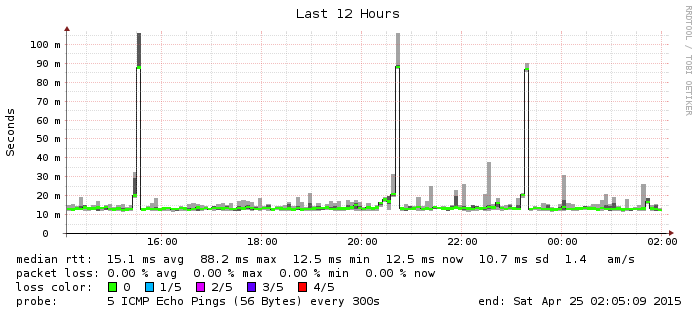 Last 12 Hours
RRDTOOL / TOBI OETIKER
Seconds
100 m
90 m
80 m
70 m
60 m
50 m
40 m
30 m
20 m
10 m
0
16:00 18:00 20:00 22:00 00:00 02:00
median rtt: 15.1 ms avg 88.2 ms max 12.5 ms min 12.5 ms now 10.7 ms sd 1.4 am/s
packet loss: 0.00 % avg 0.00 % max 0.00 % min 0.00 % now
loss color: 0 1/5 2/5 3/5 4/5
probe: 5 ICMP Echo Pings (56 Bytes) every 300s end: Sat Apr 25 02:05:09 2015